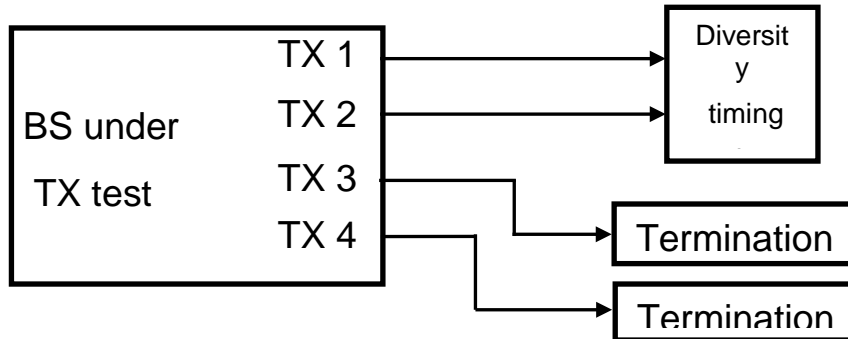 TX 1
TX 2
TX 3
TX 4
BS under
TX test
Diversit
y
timing
Termination
Termination